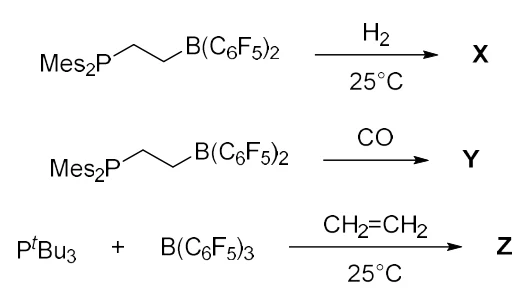 Mes₂P B(C₆F₅)₂ H₂ X
25°C
Mes₂P B(C₆F₅)₂ CO Y
PᵗBu₃ + B(C₆F₅)₃ CH₂=CH₂ Z
25°C